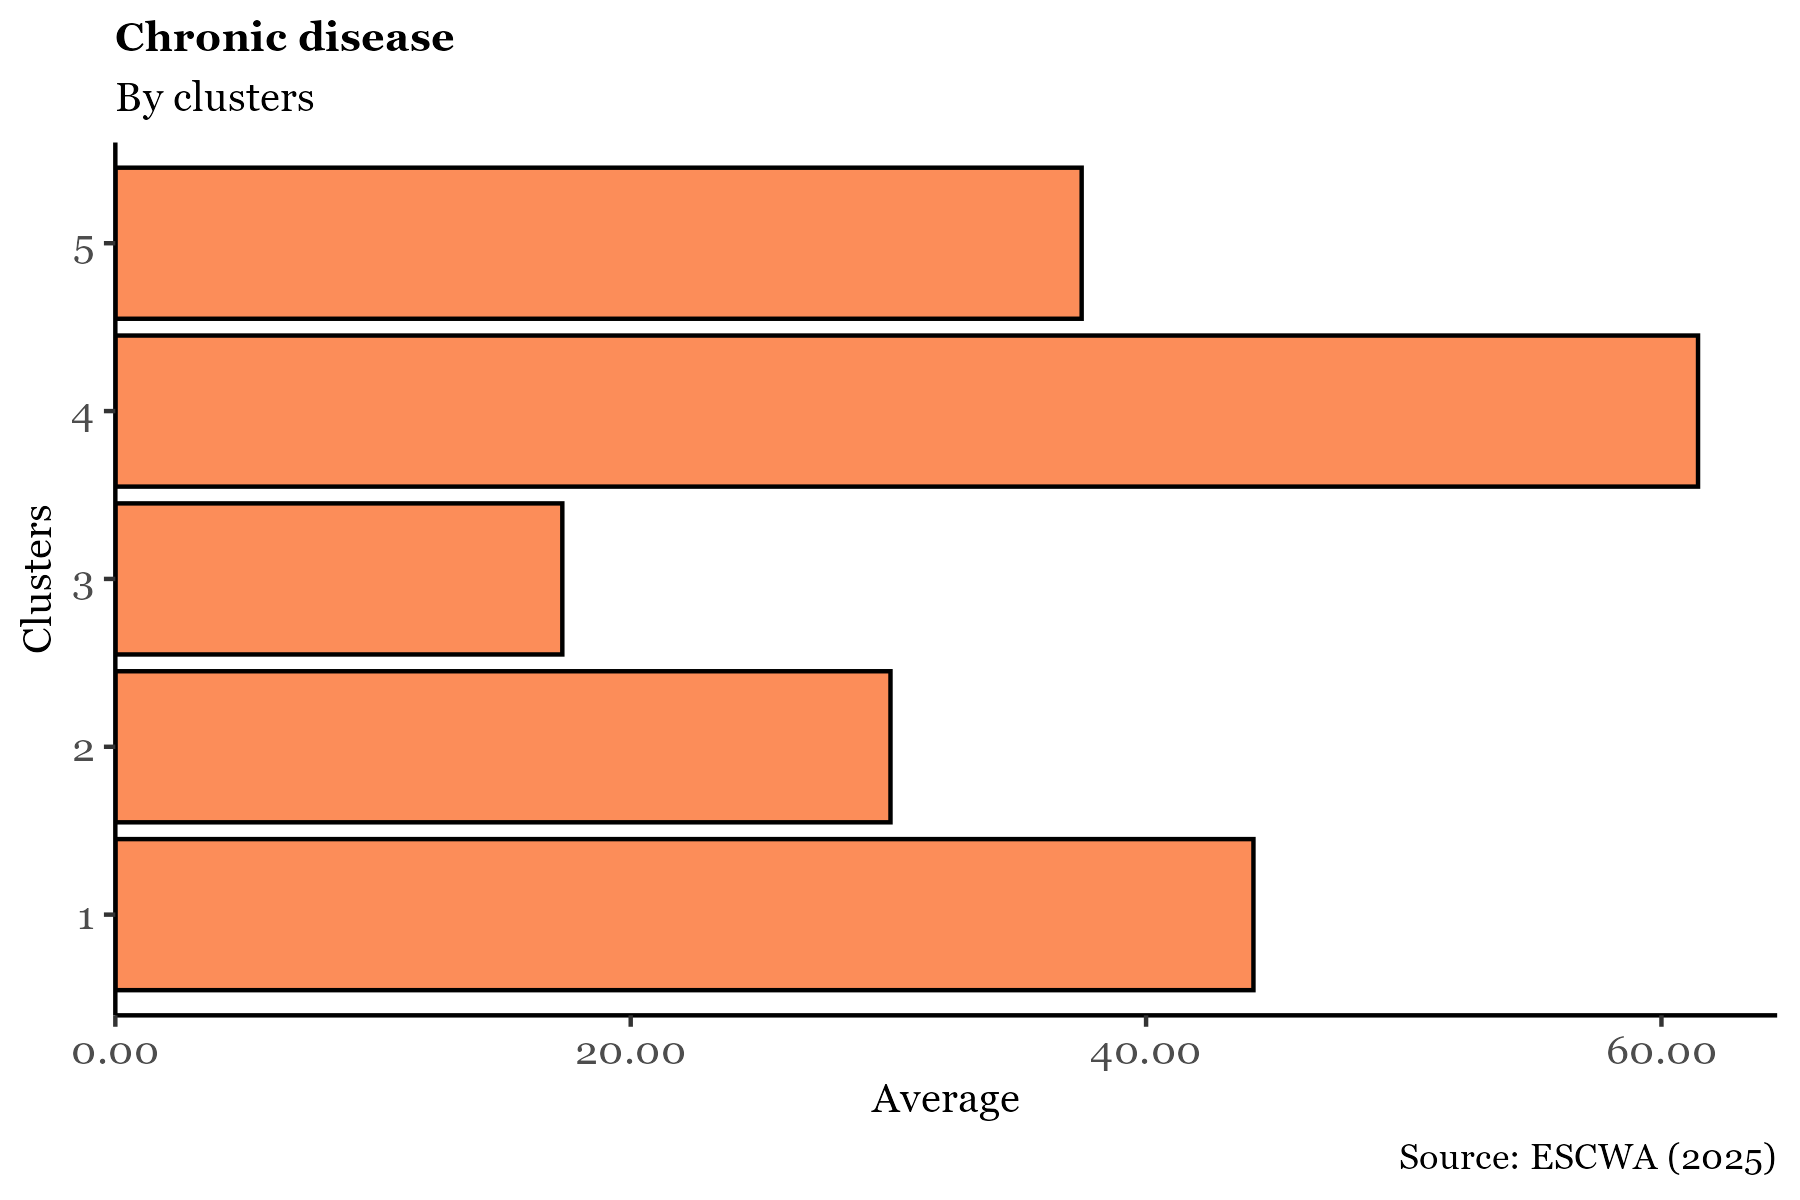 Chronic disease
By clusters
5
4
3
2
1
Clusters
0.00 20.00 40.00 60.00
Average
Source: ESCWA (2025)